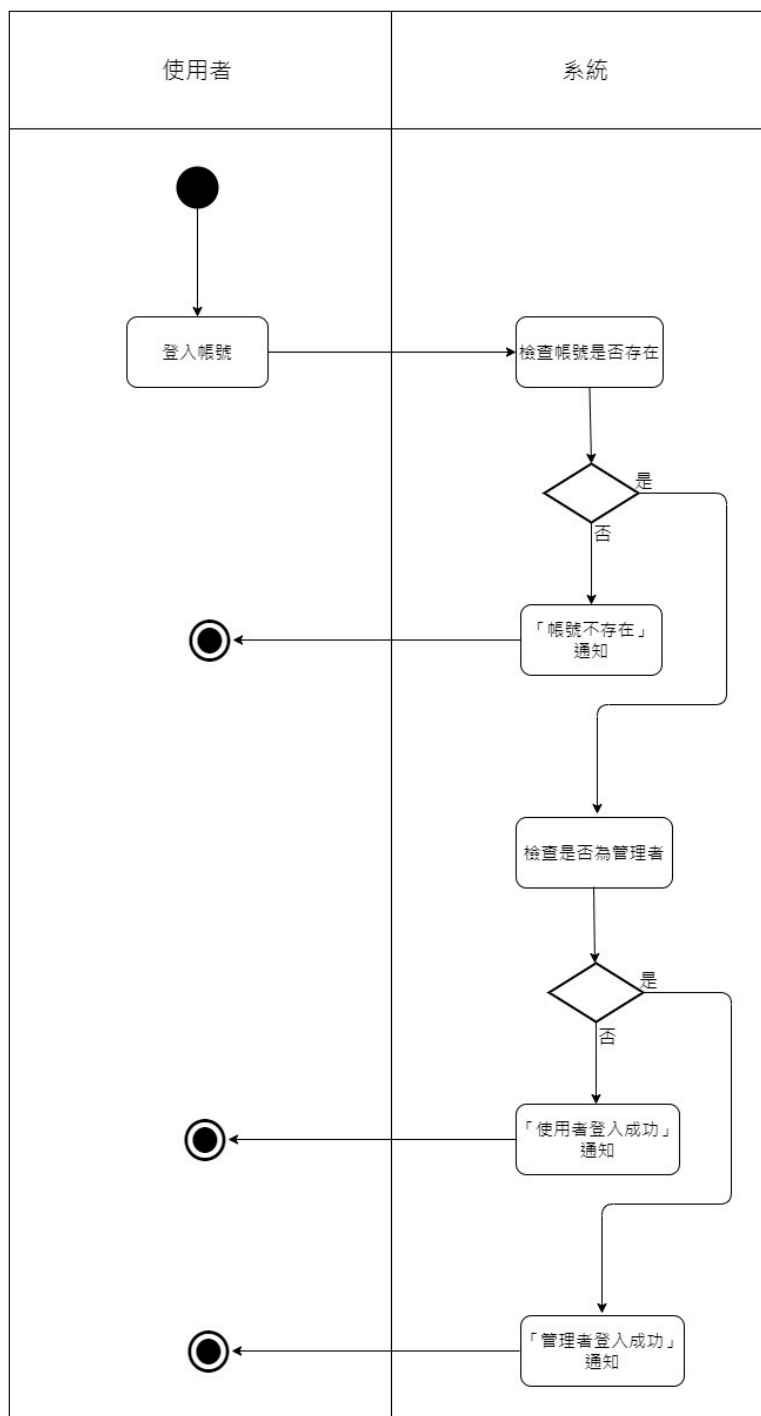 使用者
系統
登入帳號
檢查帳號是否存在
是
否
「帳號不存在」
通知
檢查是否為管理者
是
否
「使用者登入成功」
通知
「管理者登入成功」
通知